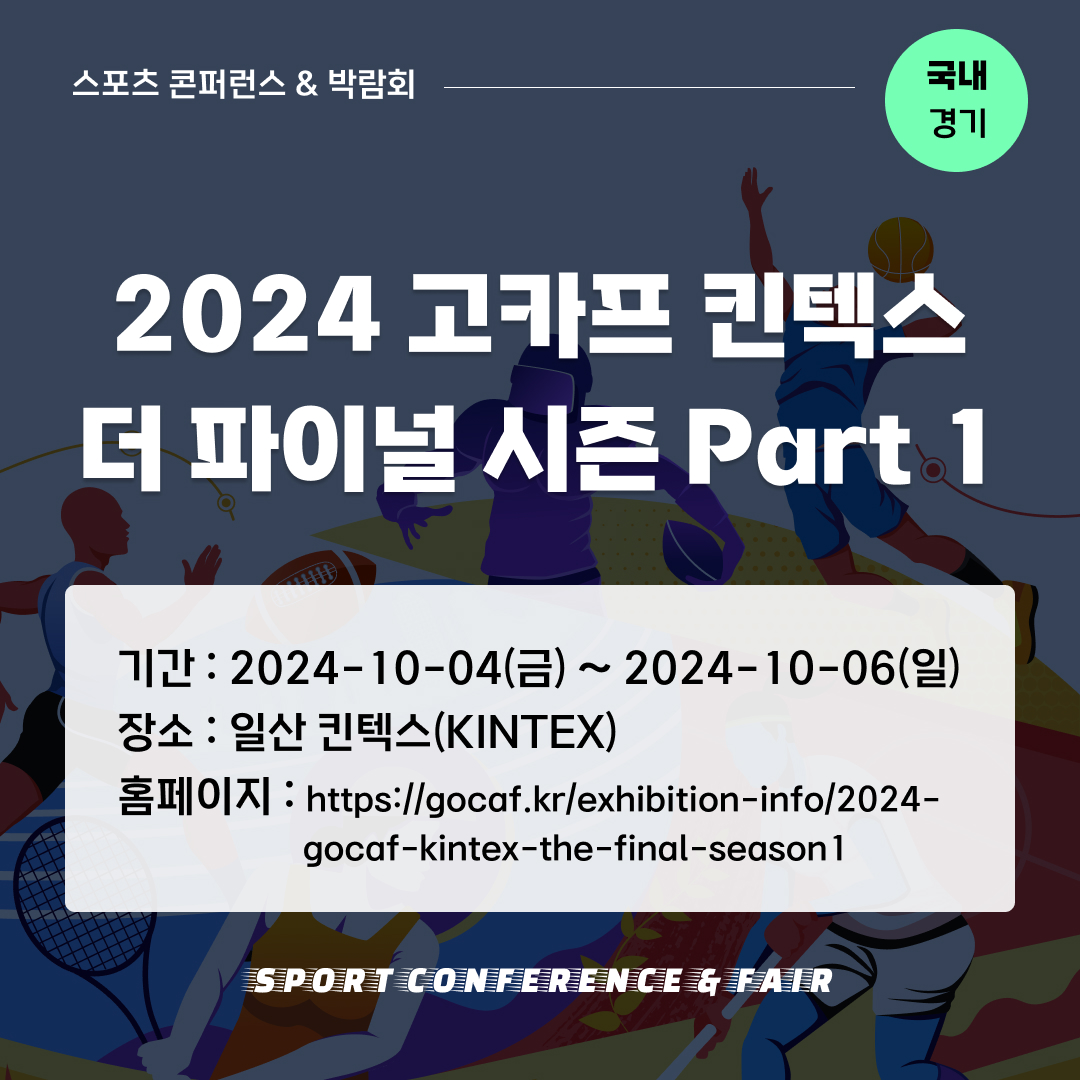 스포츠 콘퍼런스 & 박람회
국내
경기
2024 고카프 킨텍스
더 파이널 시즌 Part 1
기간 : 2024-10-04(금) ~ 2024-10-06(일)
장소 : 일산 킨텍스(KINTEX)
홈페이지 : https://gocaf.kr/exhibition-info/2024-
gocaf-kintex-the-final-season1
SPORT CONFERENCE & FAIR